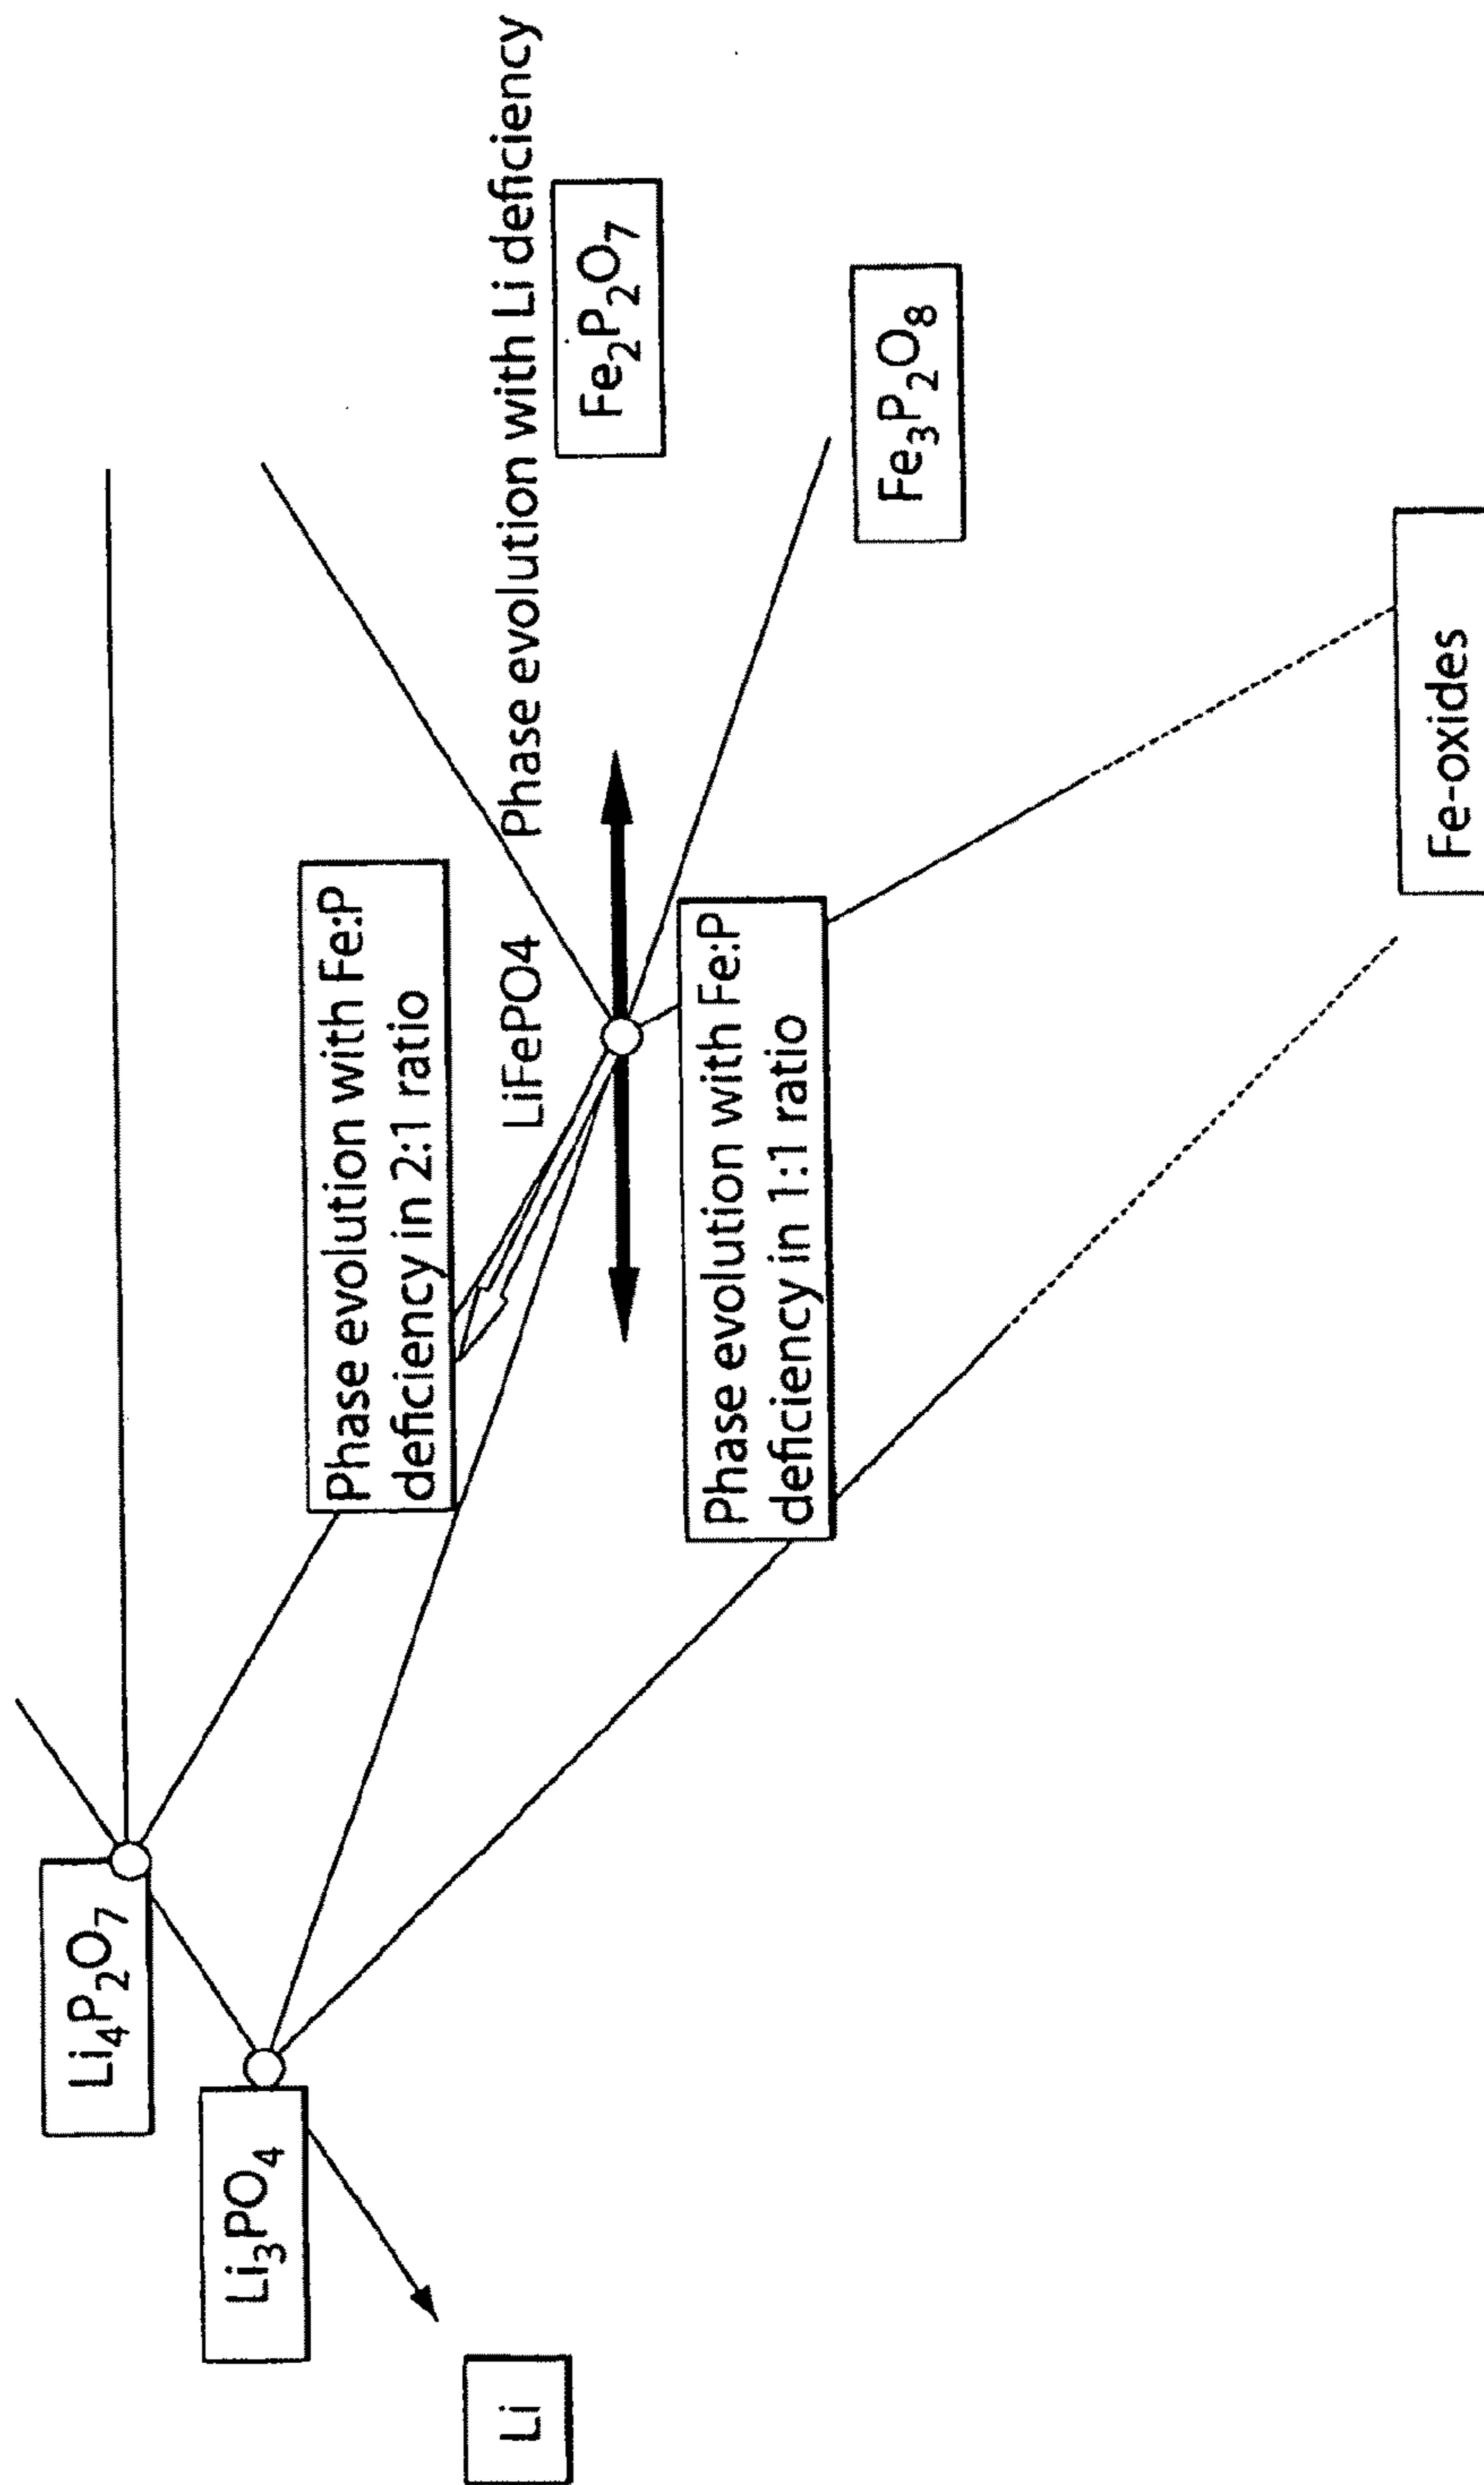 Li₄P₂O₇
Li₃PO₄
Li
Phase evolution with Fe:P
deficiency in 2:1 ratio
LiFePO4
Phase evolution with Li deficiency
Phase evolution with Fe:P
deficiency in 1:1 ratio
Fe₂P₂O₇
Fe₃P₂O₈
Fe-oxides